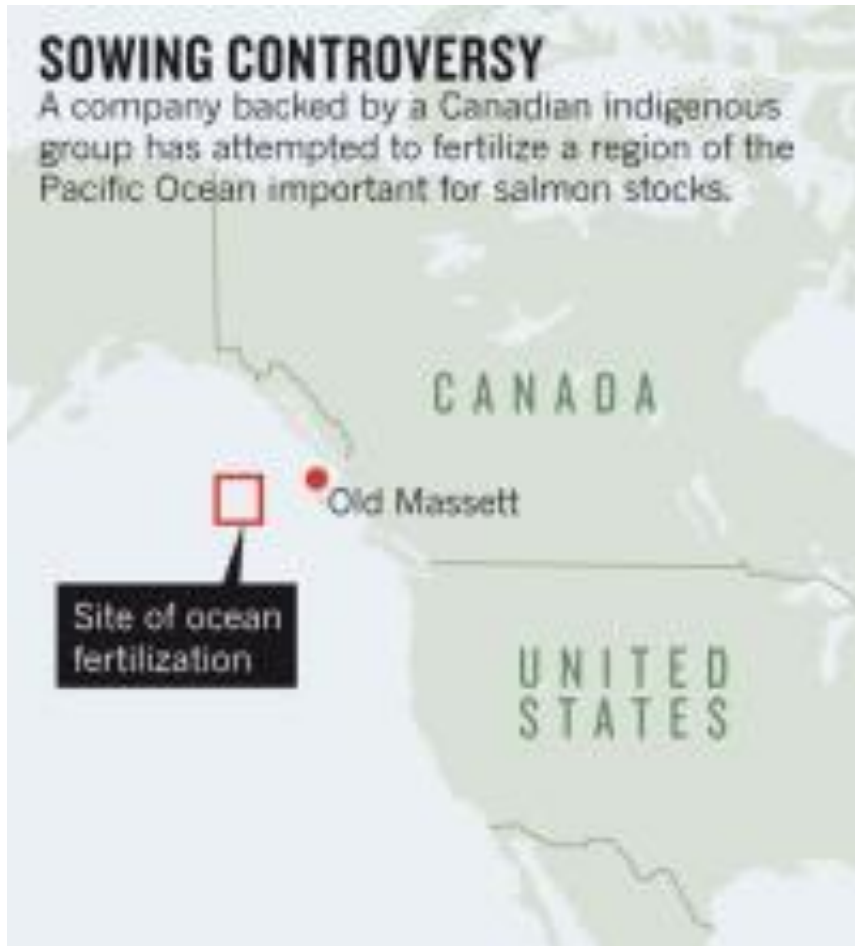 SOWING CONTROVERSY
A company backed by a Canadian indigenous
group has attempted to fertilize a region of the
Pacific Ocean important for salmon stocks.
CANADA
Old Massett
Site of ocean
fertilization
UNITED
STATES